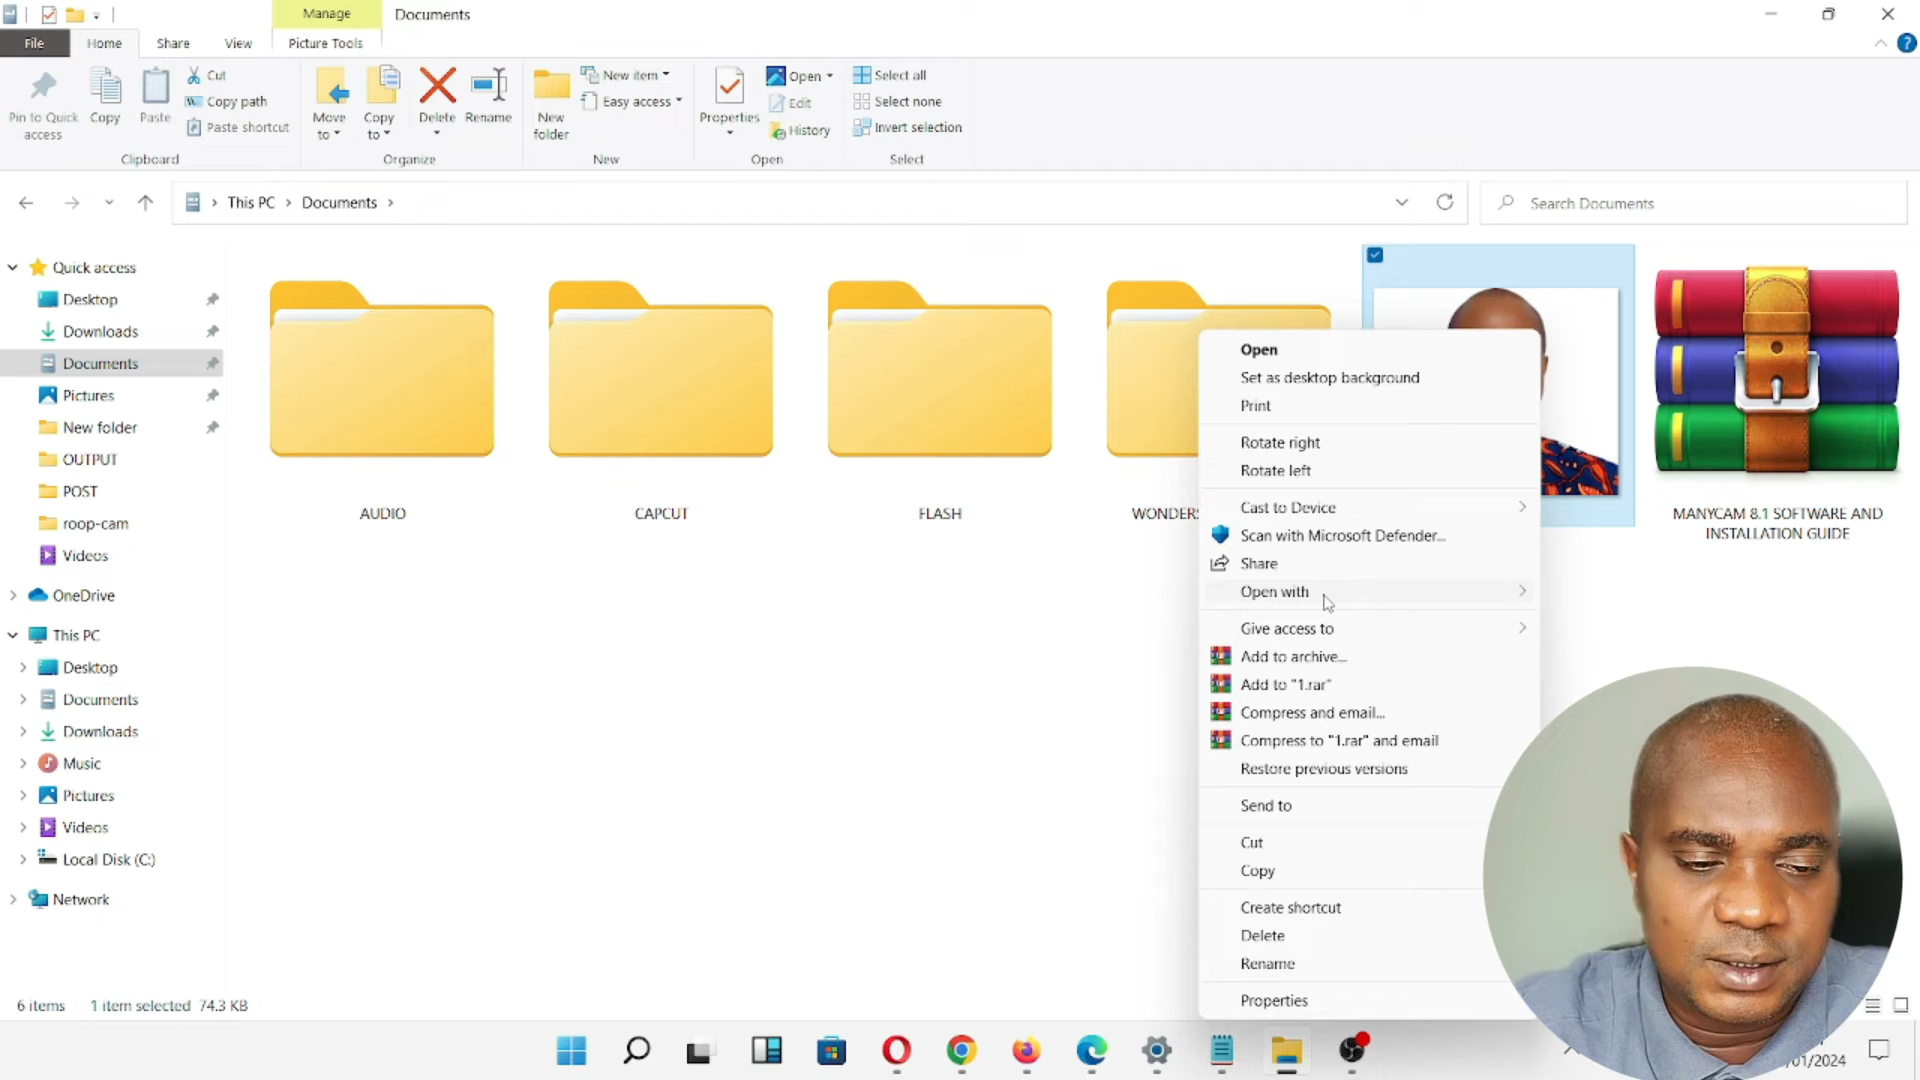 Manage
Documents
File
Home
Share
View
Picture Tools
Pin to Quick access
Copy
Paste
Cut
Copy path
Paste shortcut
Move to
Copy to
Delete
Rename
New folder
New item
Easy access
Properties
Open
Edit
History
Select all
Select none
Invert selection
Clipboard
Organize
New
Open
Select
This PC
Documents
Search Documents
Quick access
Desktop
Downloads
Documents
Pictures
New folder
OUTPUT
POST
roop-cam
Videos
OneDrive
This PC
Desktop
Documents
Downloads
Music
Pictures
Videos
Local Disk (C:)
Network
AUDIO
CAPCUT
FLASH
MANYCAM 8.1 SOFTWARE AND
INSTALLATION GUIDE
Open
Set as desktop background
Print
Rotate right
Rotate left
Cast to Device
Scan with Microsoft Defender...
Share
Open with
Give access to
Add to archive...
Add to "1.rar"
Compress and email...
Compress to "1.rar" and email
Restore previous versions
Send to
Cut
Copy
Create shortcut
Delete
Rename
Properties
6 items
1 item selected 74.3 KB